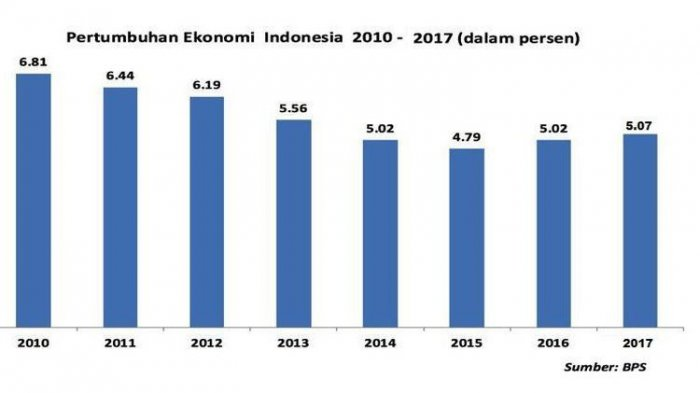 Pertumbuhan Ekonomi Indonesia 2010 - 2017 (dalam persen)
6.81 6.44 6.19 5.56 5.02 4.79 5.02 5.07
2010 2011 2012 2013 2014 2015 2016 2017
Sumber: BPS